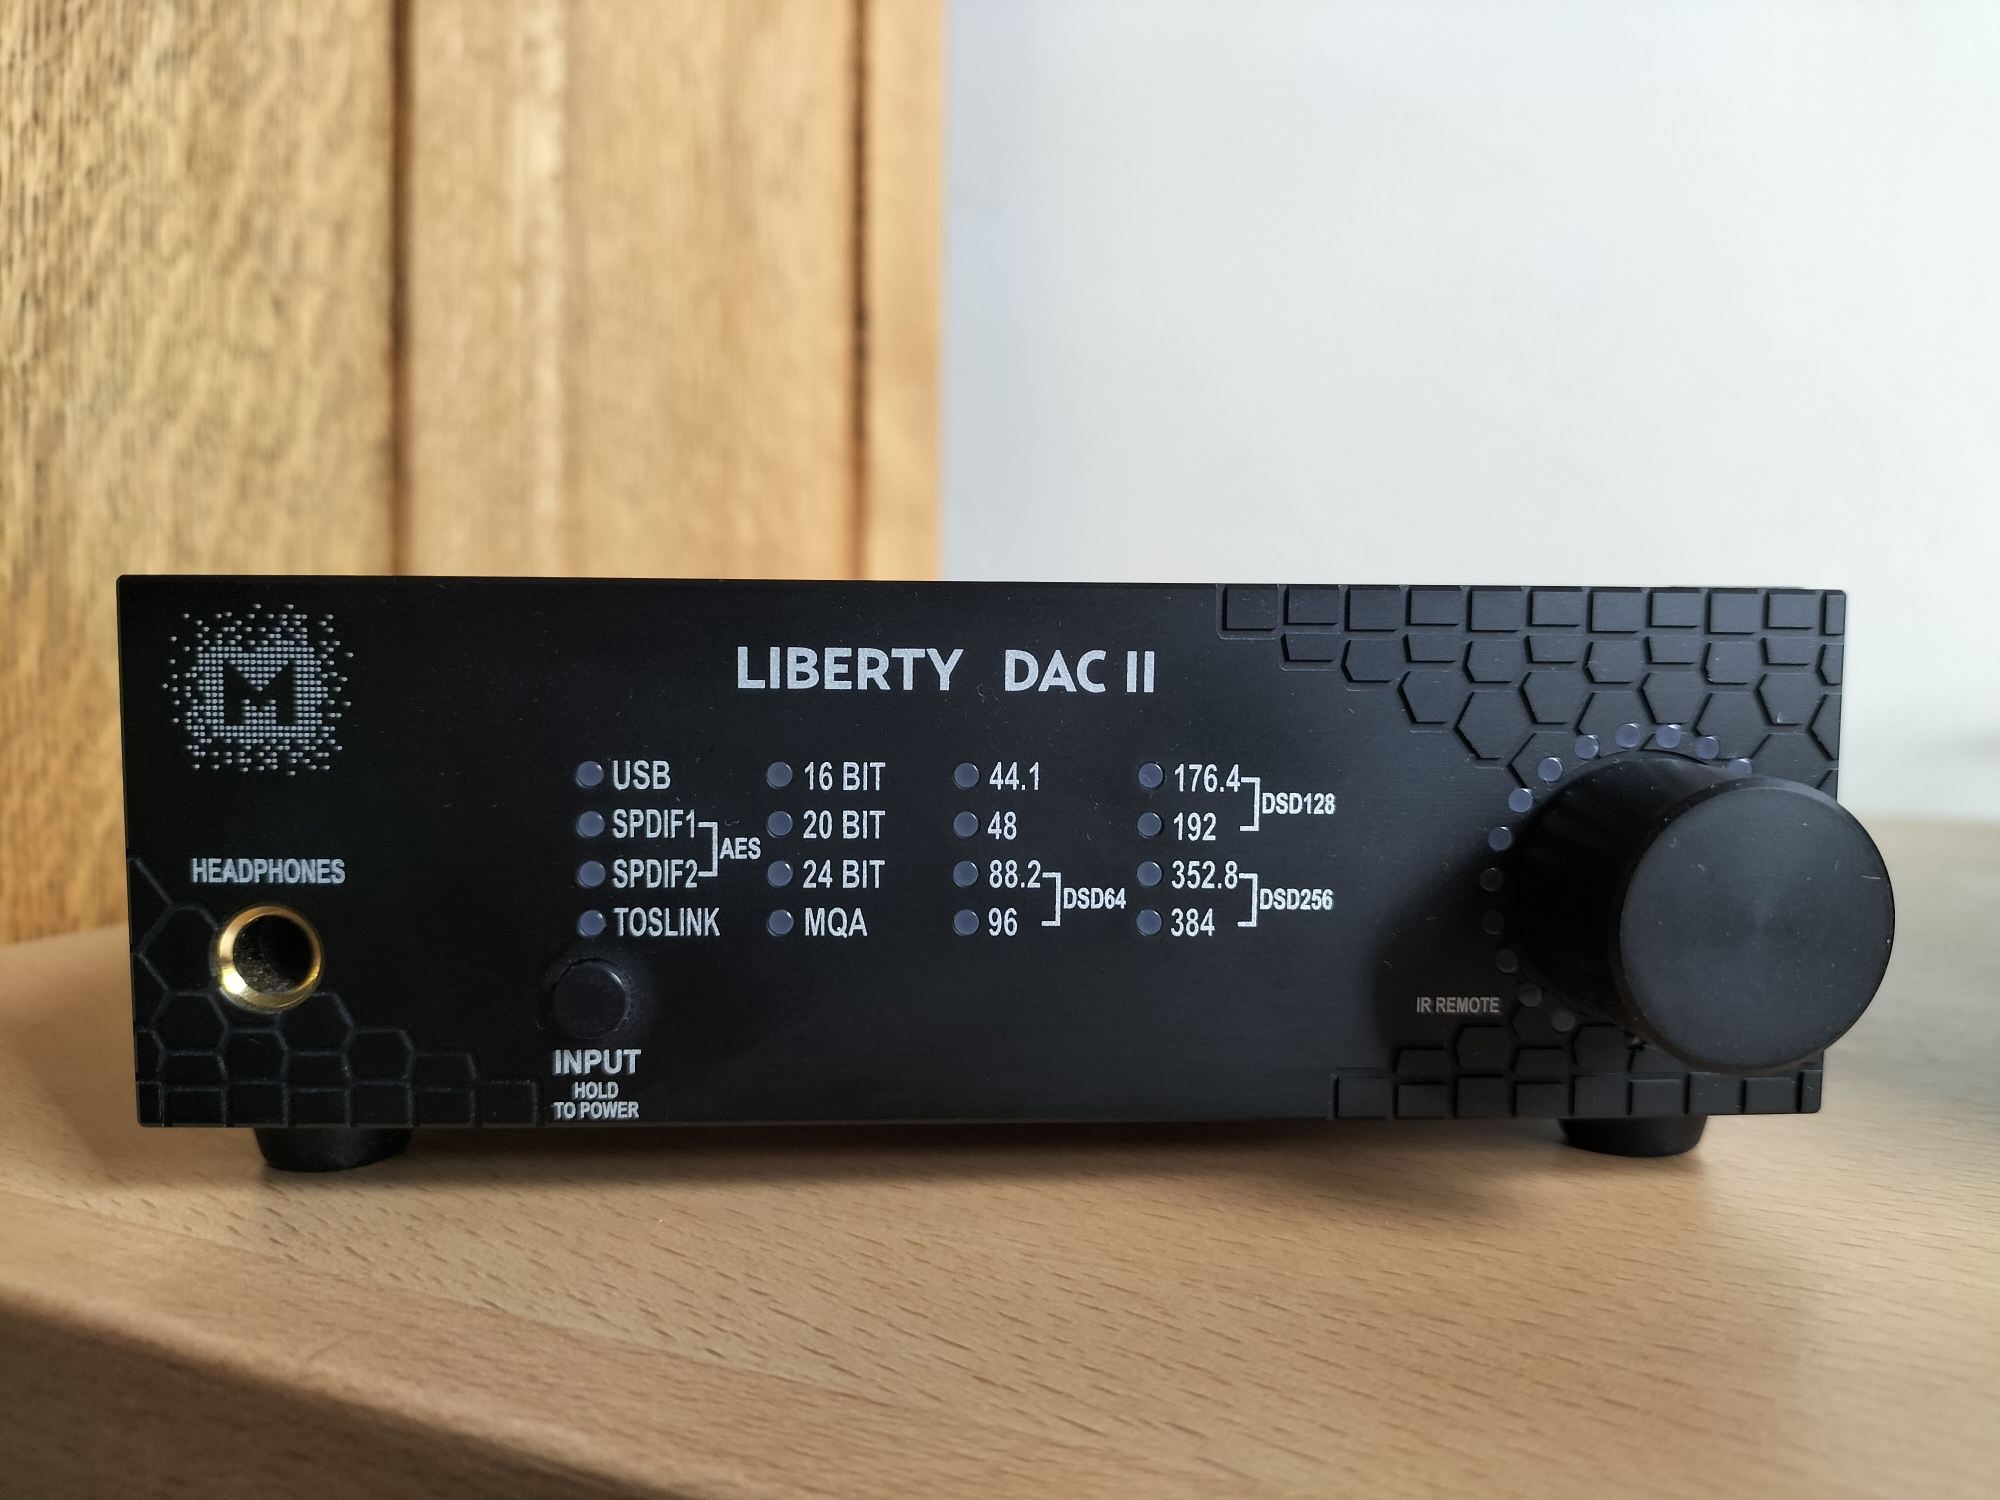 M
LIBERTY DAC II
USB 16 BIT 44.1 176.4
DSD128
SPDIF1 20 BIT 48 192
AES
SPDIF2 24 BIT 88.2 352.8
DSD64 DSD256
TOSLINK MQA 96 384
HEADPHONES
IR REMOTE
INPUT
HOLD
TO POWER